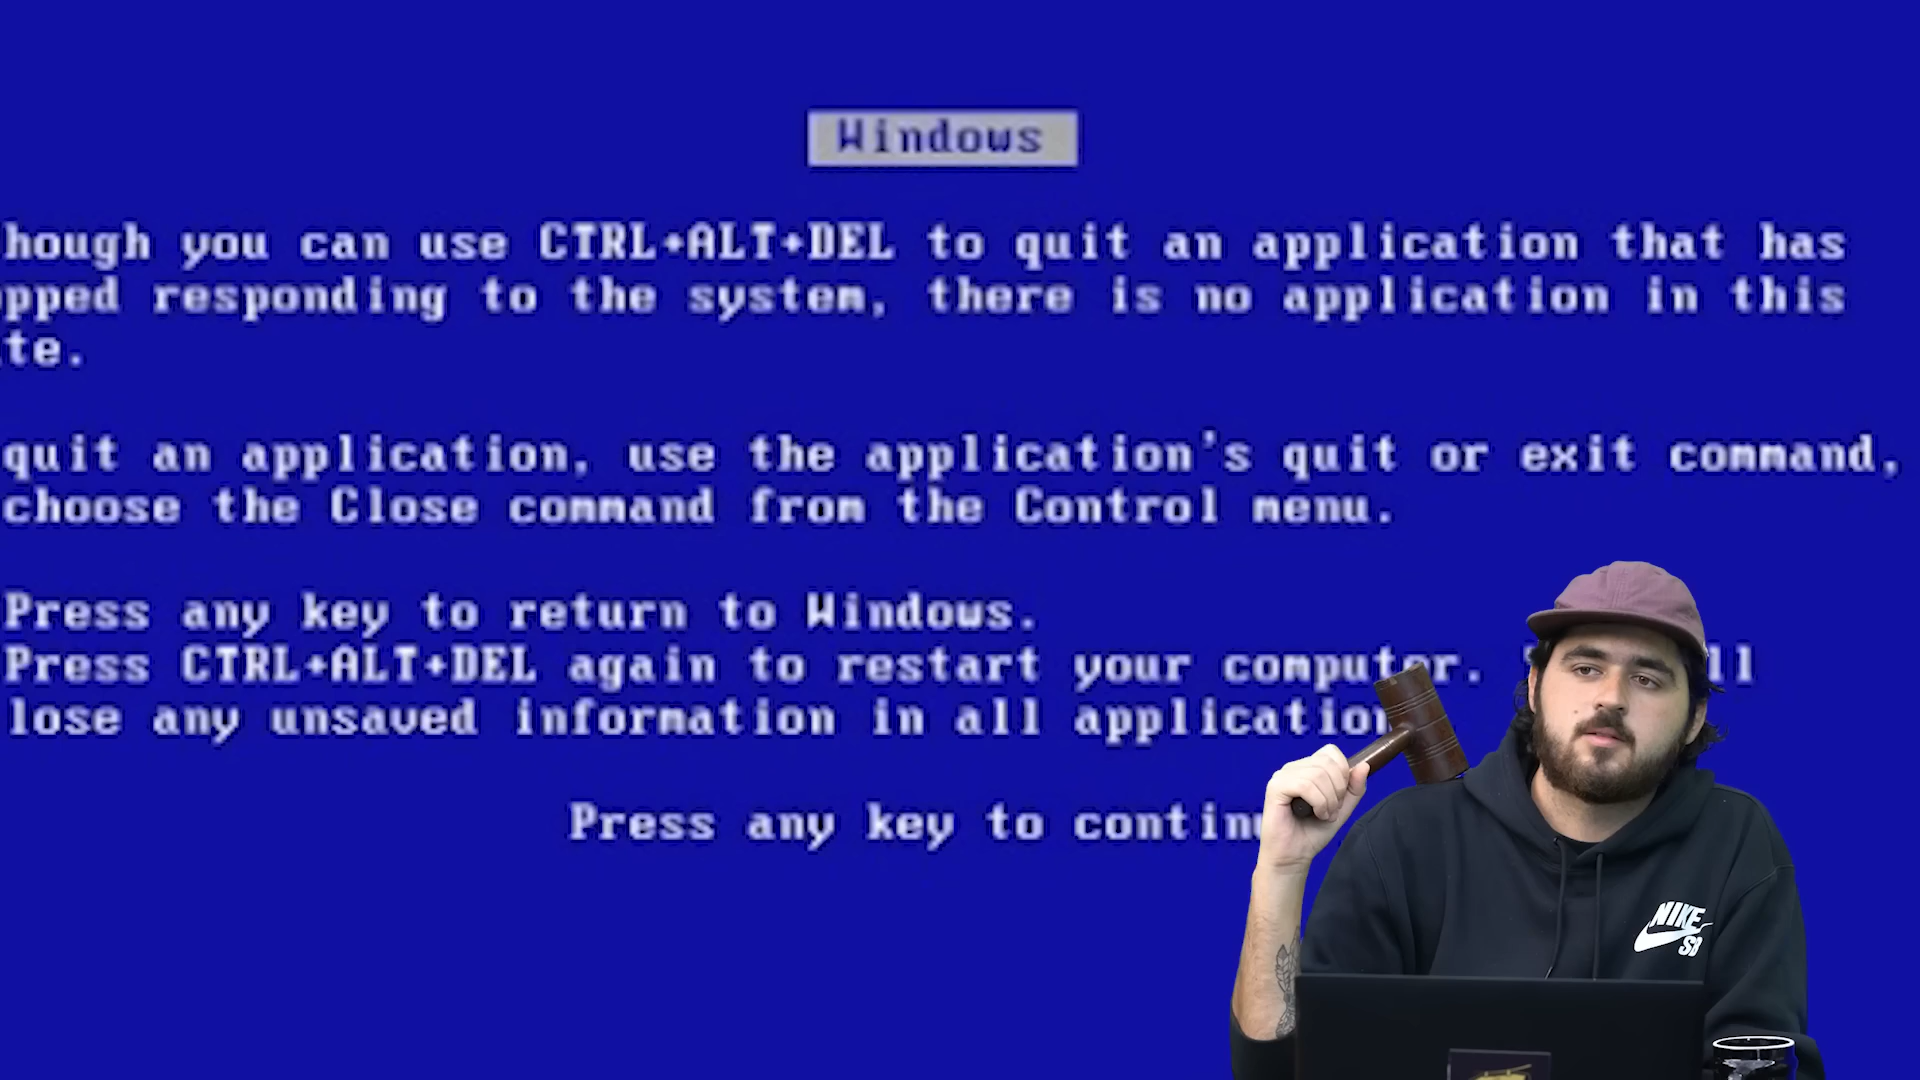 Windows
hough you can use CTRL+ALT+DEL to quit an application that has
pped responding to the system, there is no application in this
te.
quit an application, use the application's quit or exit command,
choose the Close command from the Control menu.
Press any key to return to Windows.
Press CTRL+ALT+DEL again to restart your computer. ll
lose any unsaved information in all application
Press any key to continu
NIKE
SB